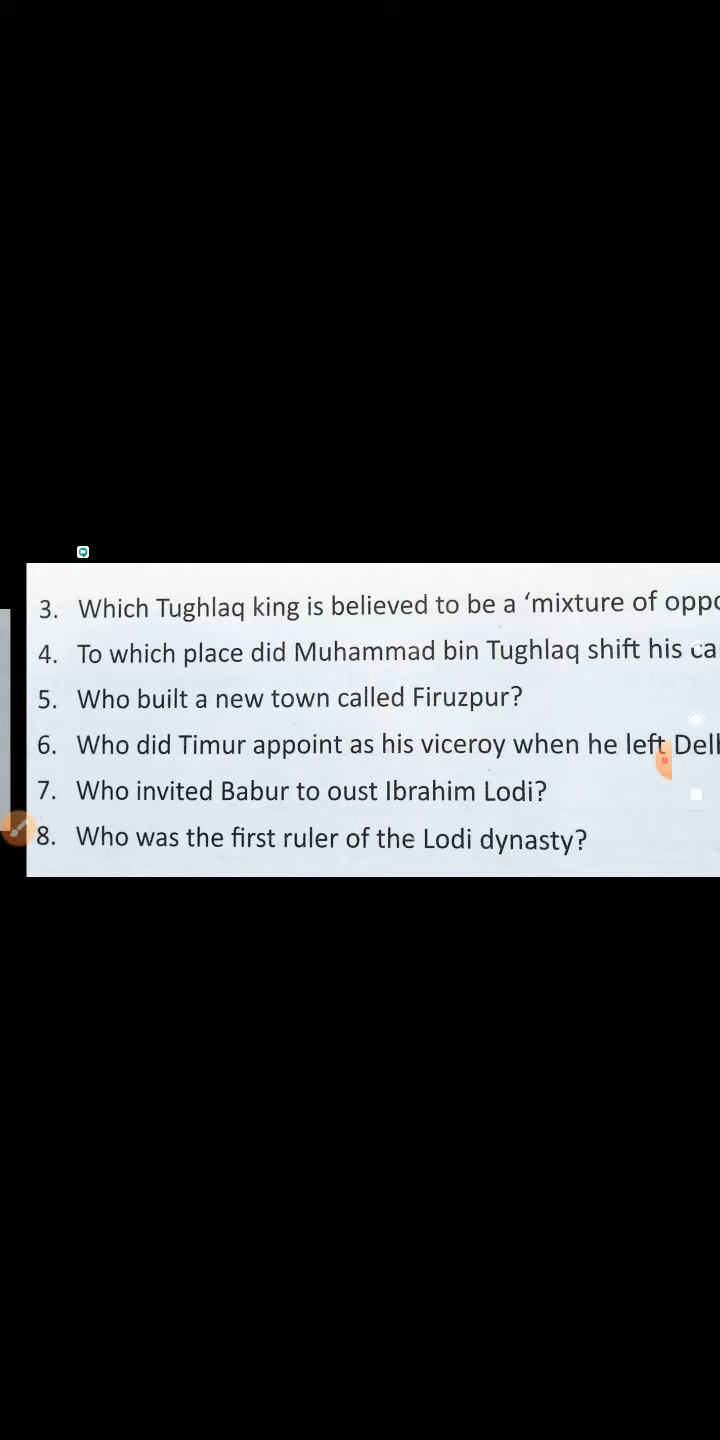 3. Which Tughlaq king is believed to be a ‘mixture of oppo
4. To which place did Muhammad bin Tughlaq shift his ca
5. Who built a new town called Firuzpur?
6. Who did Timur appoint as his viceroy when he left Delh
7. Who invited Babur to oust Ibrahim Lodi?
8. Who was the first ruler of the Lodi dynasty?